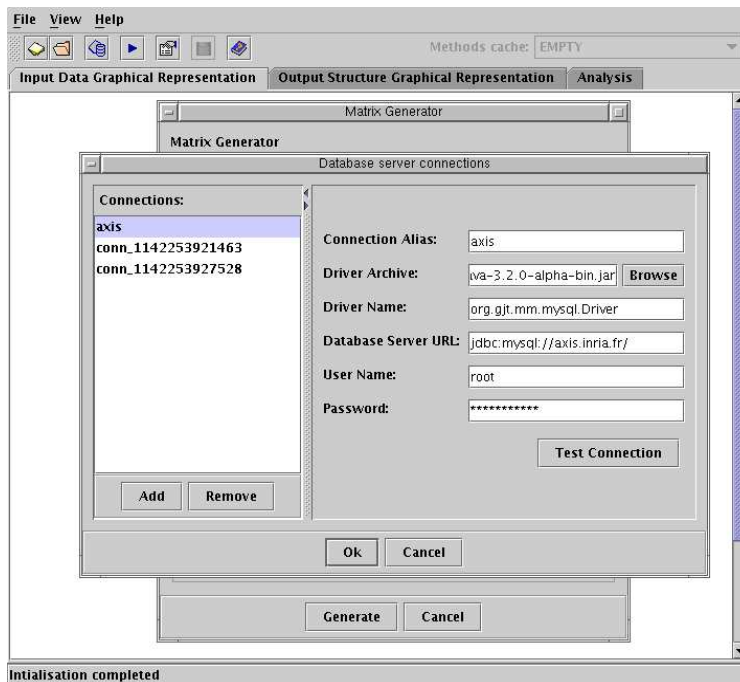 File View Help
Methods cache: EMPTY
Input Data Graphical Representation Output Structure Graphical Representation Analysis
Matrix Generator
Matrix Generator
Database server connections
Connections:
axis
conn_1142253921463
conn_1142253927528
Add Remove
Connection Alias: axis
Driver Archive: va-3.2.0-alpha-bin.jar Browse
Driver Name: org.gjt.mm.mysql.Driver
Database Server URL: jdbc:mysql://axis.inria.fr/
User Name: root
Password: ***********
Test Connection
Ok Cancel
Generate Cancel
Intialisation completed